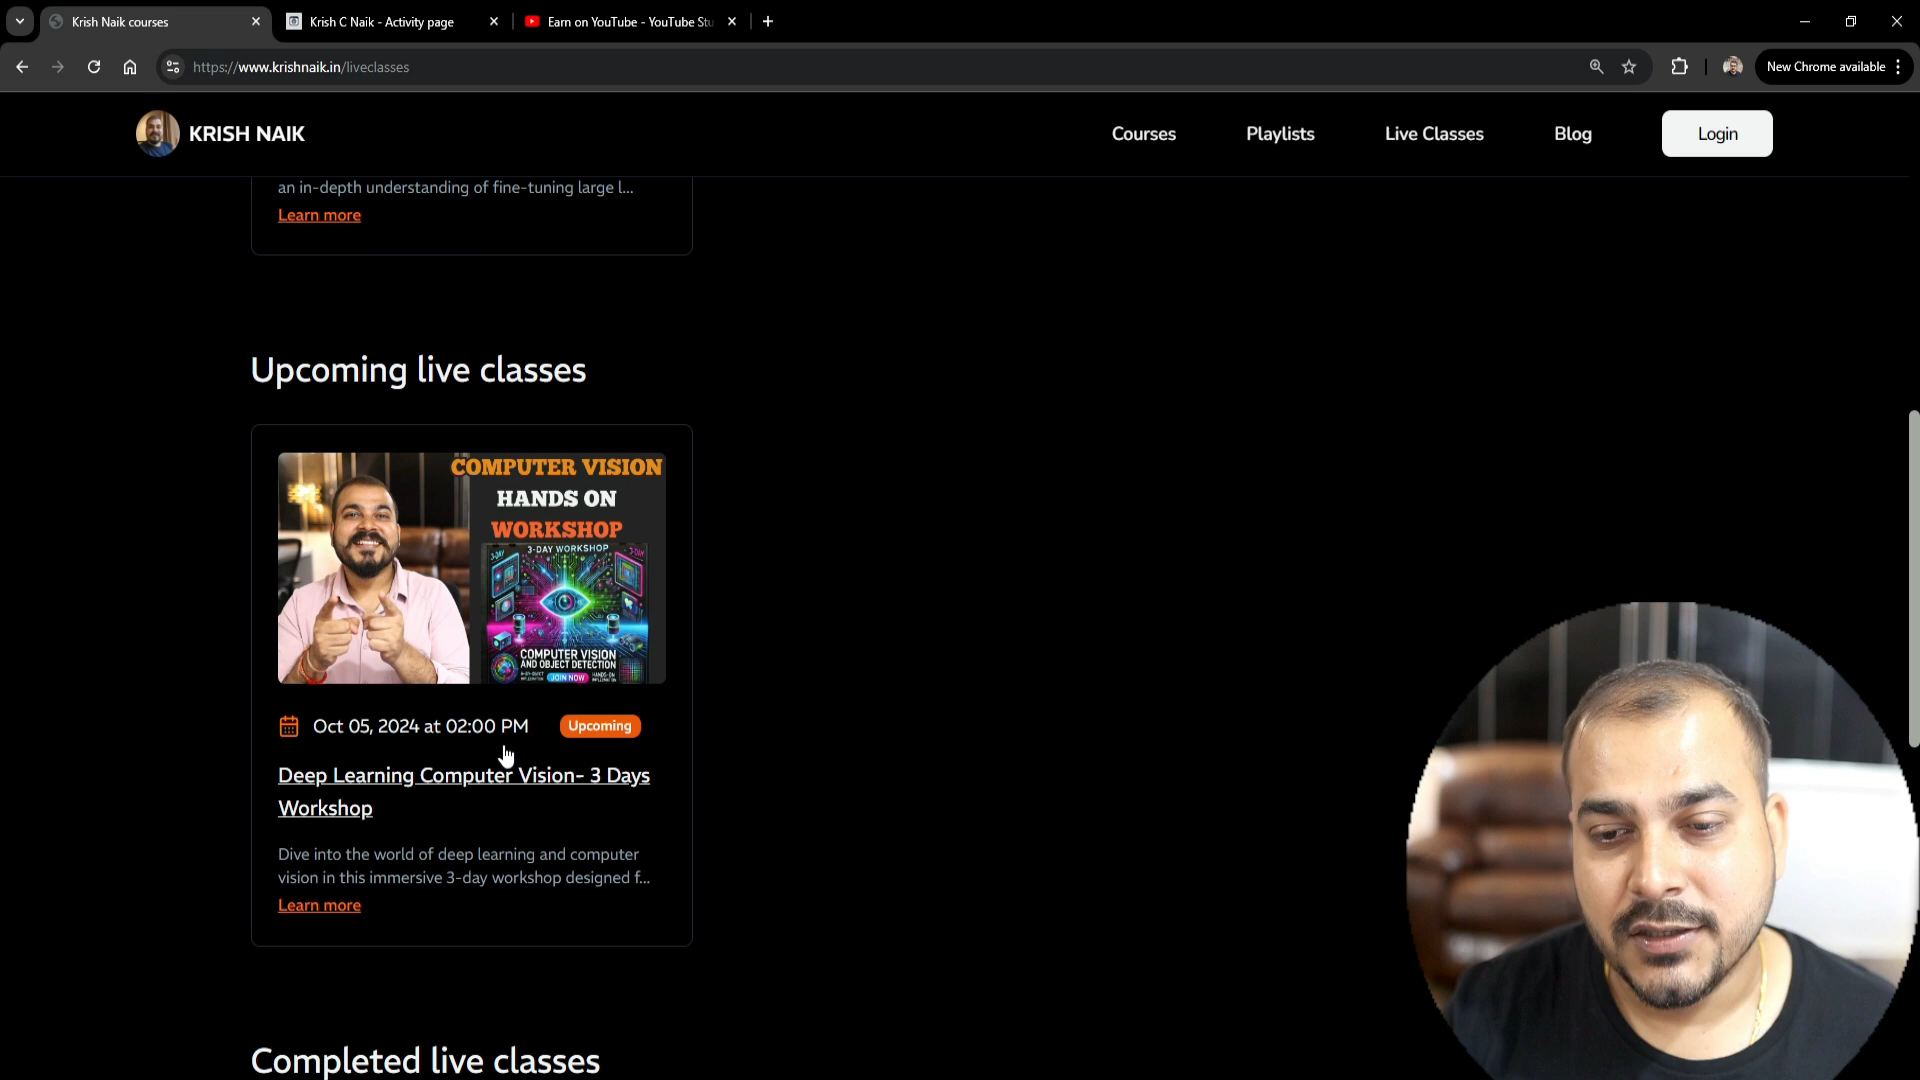 Krish Naik courses
Krish C Naik - Activity page
Earn on YouTube - YouTube Stu
https://www.krishnaik.in/liveclasses
New Chrome available
KRISH NAIK
Courses
Playlists
Live Classes
Blog
Login
an in-depth understanding of fine-tuning large l...
Learn more
Upcoming live classes
COMPUTER VISION
HANDS ON
WORKSHOP
3-DAY WORKSHOP
COMPUTER VISION
AND OBJECT DETECTION
JOIN NOW
Oct 05, 2024 at 02:00 PM
Upcoming
Deep Learning Computer Vision- 3 Days
Workshop
Dive into the world of deep learning and computer
vision in this immersive 3-day workshop designed f...
Learn more
Completed live classes